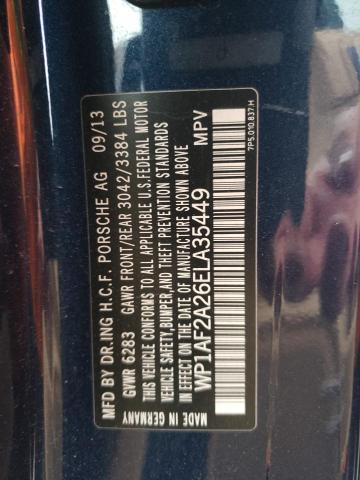 MFD BY DR.ING H.C.F. PORSCHE AG 09/13
GVWR 6283 GAWR FRONT/REAR 3042/3384 LBS
THIS VEHICLE CONFORMS TO ALL APPLICABLE U.S.FEDERAL MOTOR
VEHICLE SAFETY,BUMPER,AND THEFT PREVENTION STANDARDS
IN EFFECT ON THE DATE OF MANUFACTURE SHOWN ABOVE
WP1AF2A26ELA35449 MPV
MADE IN GERMANY
7P5.010.837.H